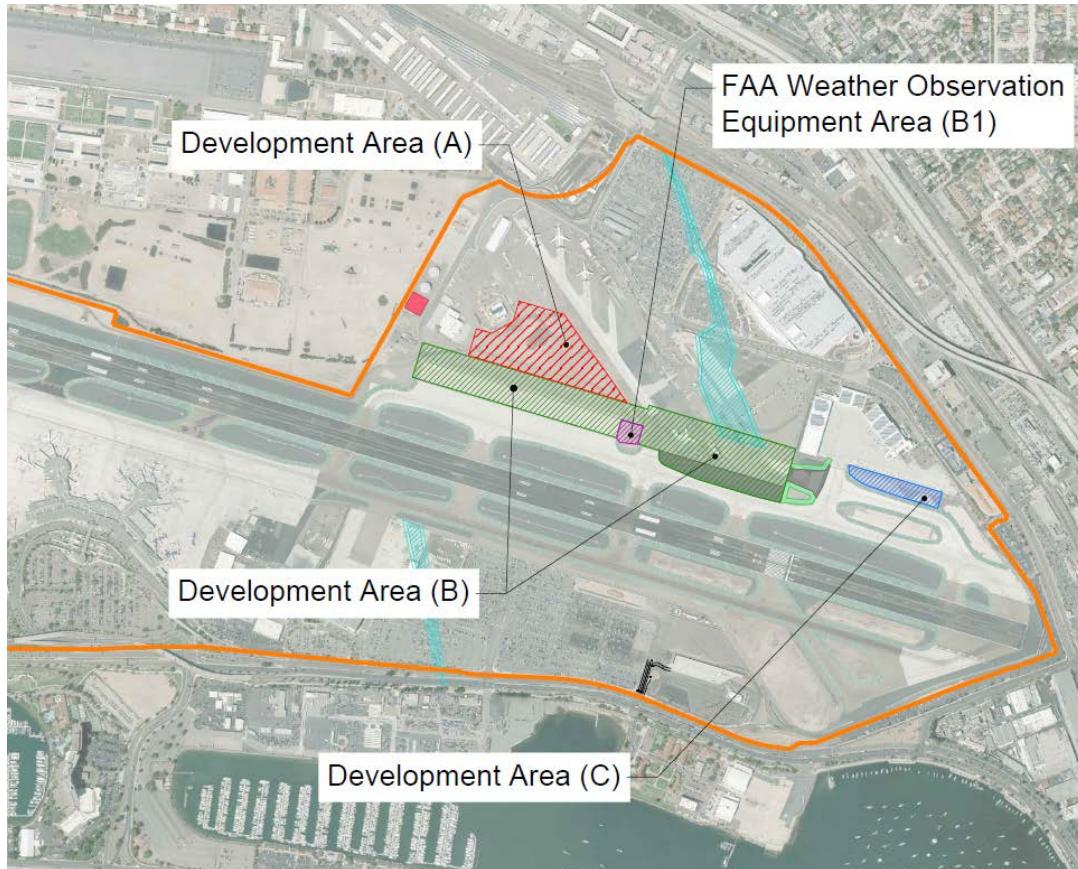 FAA Weather Observation
Equipment Area (B1)
Development Area (A)
Development Area (B)
Development Area (C)